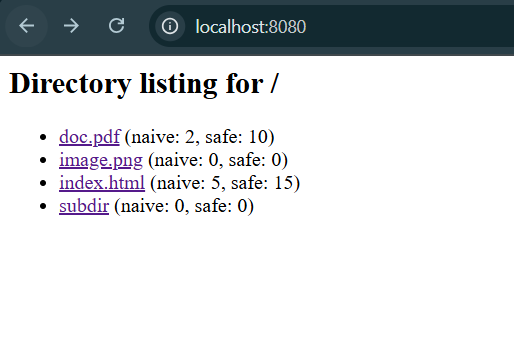 localhost:8080
Directory listing for /
doc.pdf (naive: 2, safe: 10)
image.png (naive: 0, safe: 0)
index.html (naive: 5, safe: 15)
subdir (naive: 0, safe: 0)